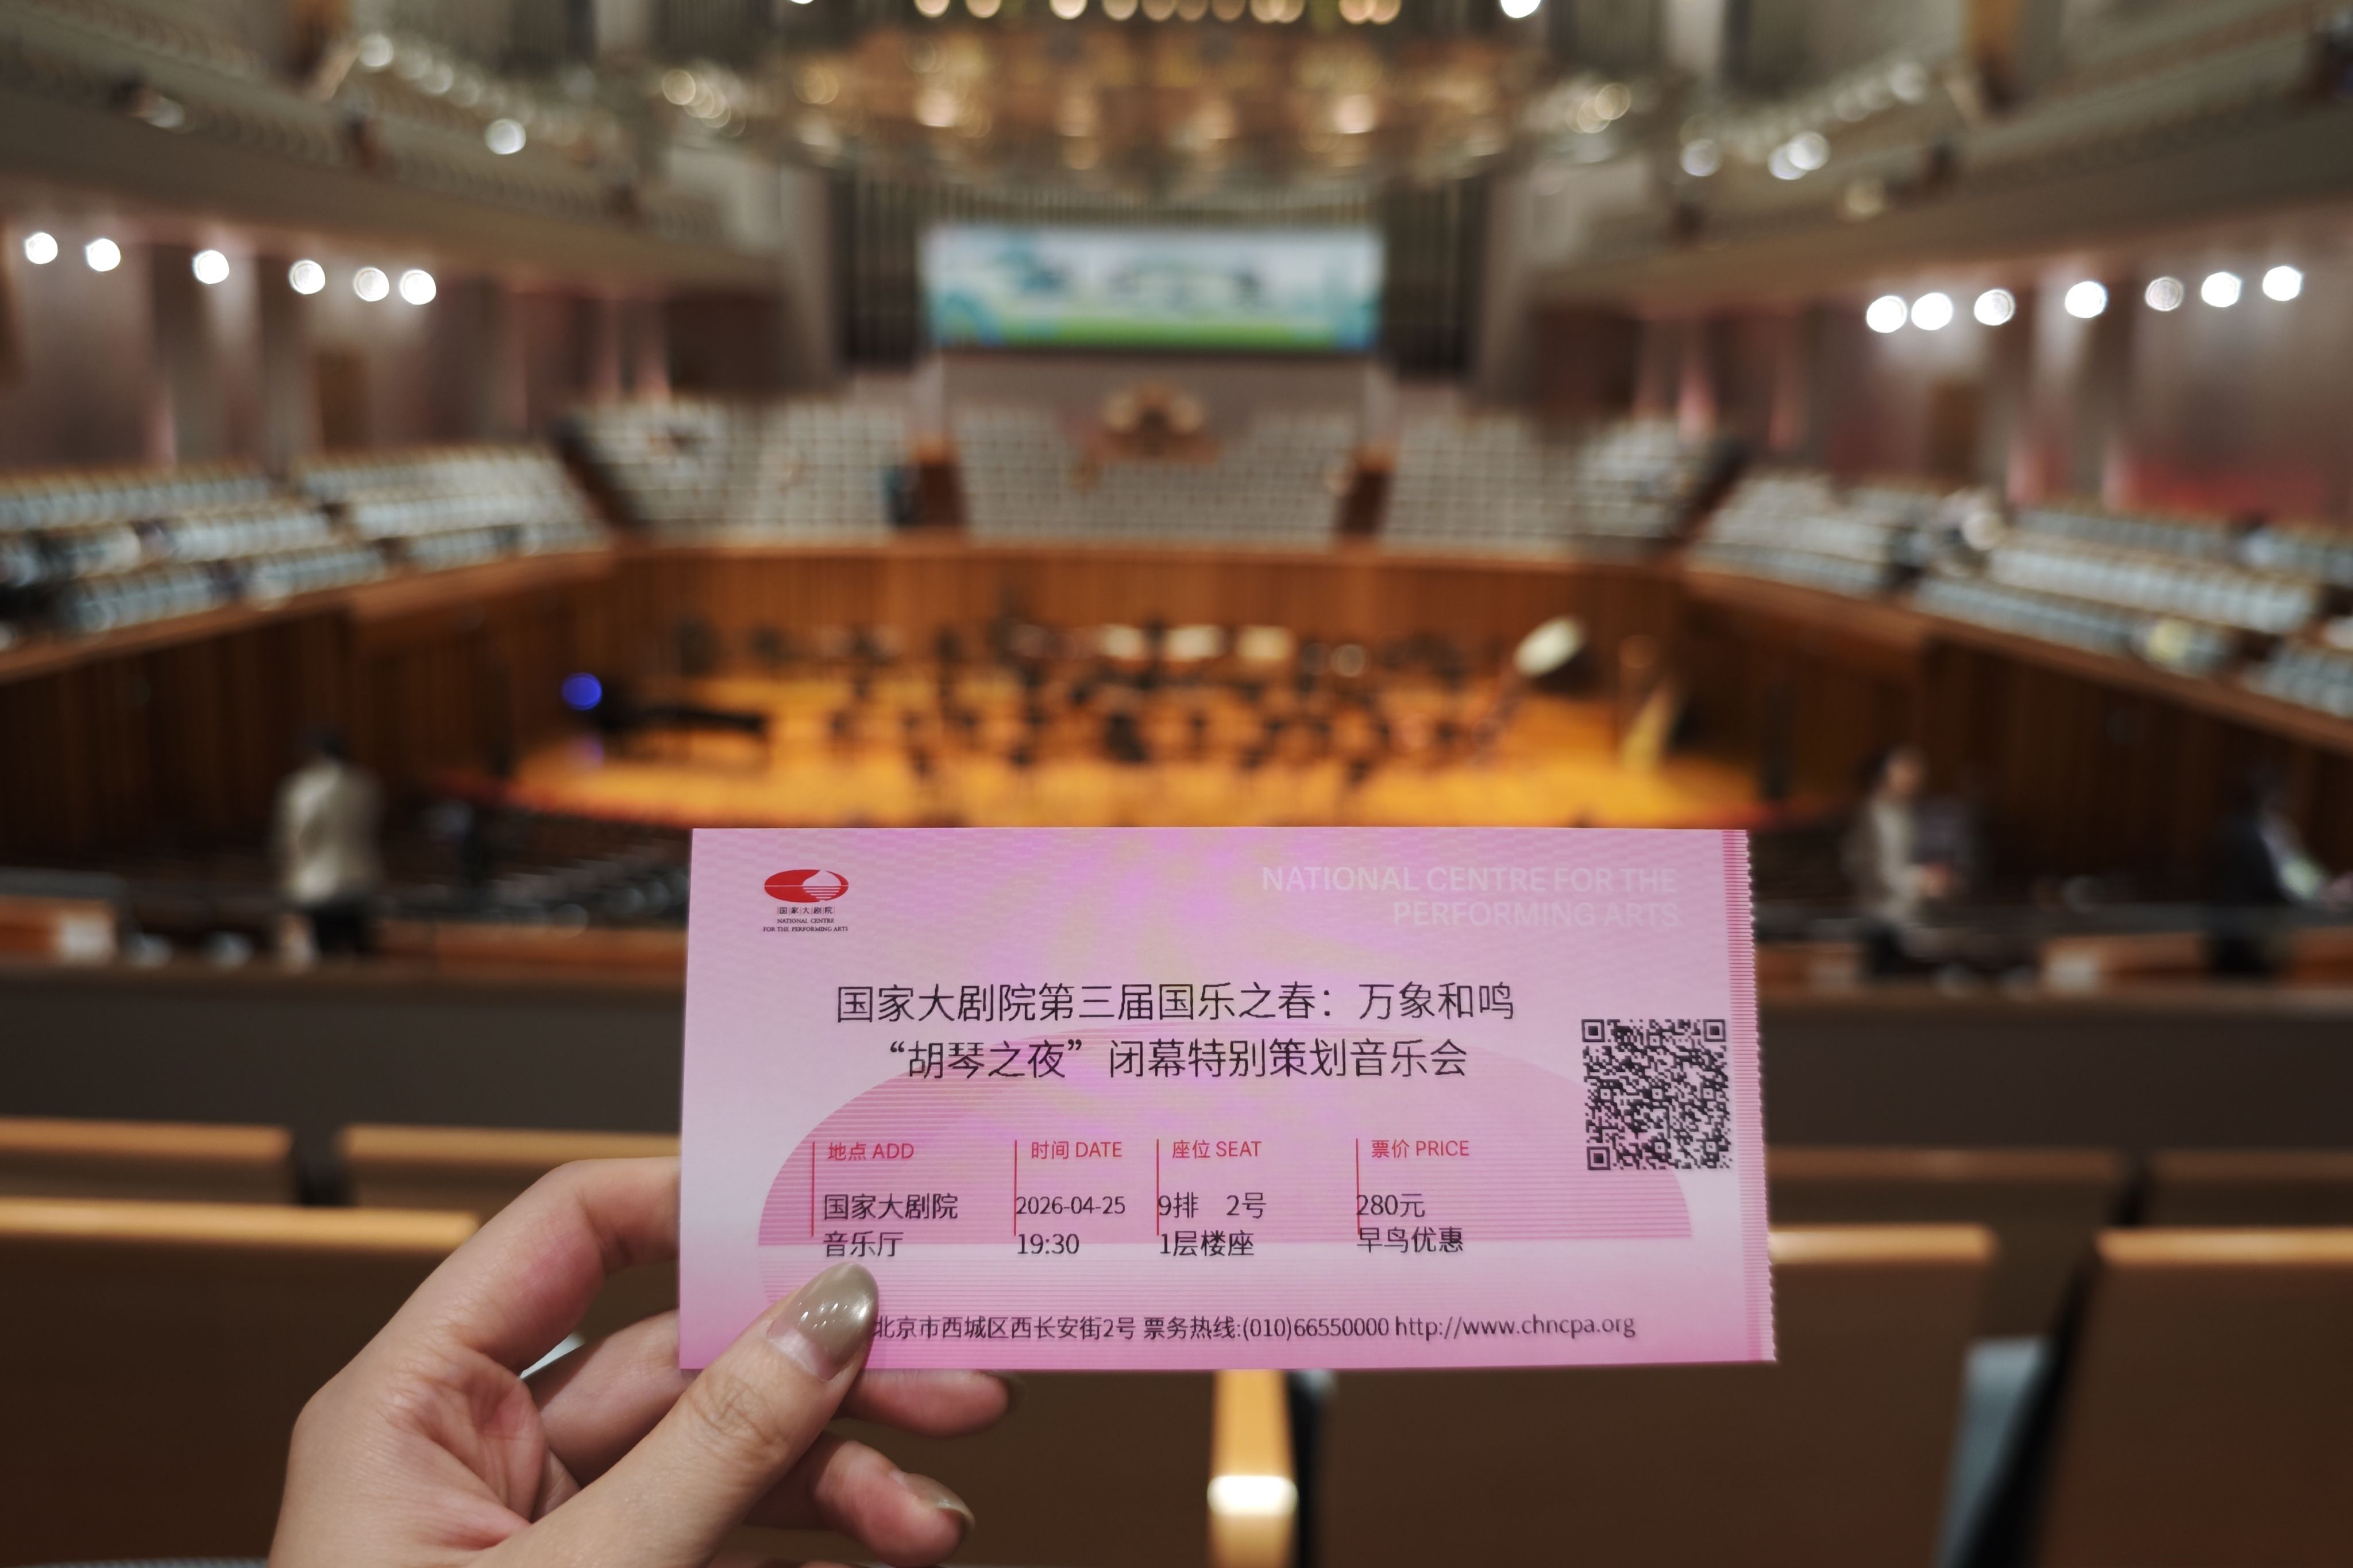 国家大剧院
NATIONAL CENTRE
FOR THE PERFORMING ARTS
NATIONAL CENTRE FOR THE
PERFORMING ARTS
国家大剧院第三届国乐之春：万象和鸣
“胡琴之夜”闭幕特别策划音乐会
地点 ADD
国家大剧院
音乐厅
时间 DATE
2026-04-25
19:30
座位 SEAT
9排 2号
1层楼座
票价 PRICE
280元
早鸟优惠
北京市西城区西长安街2号 票务热线:(010)66550000 http://www.chncpa.org